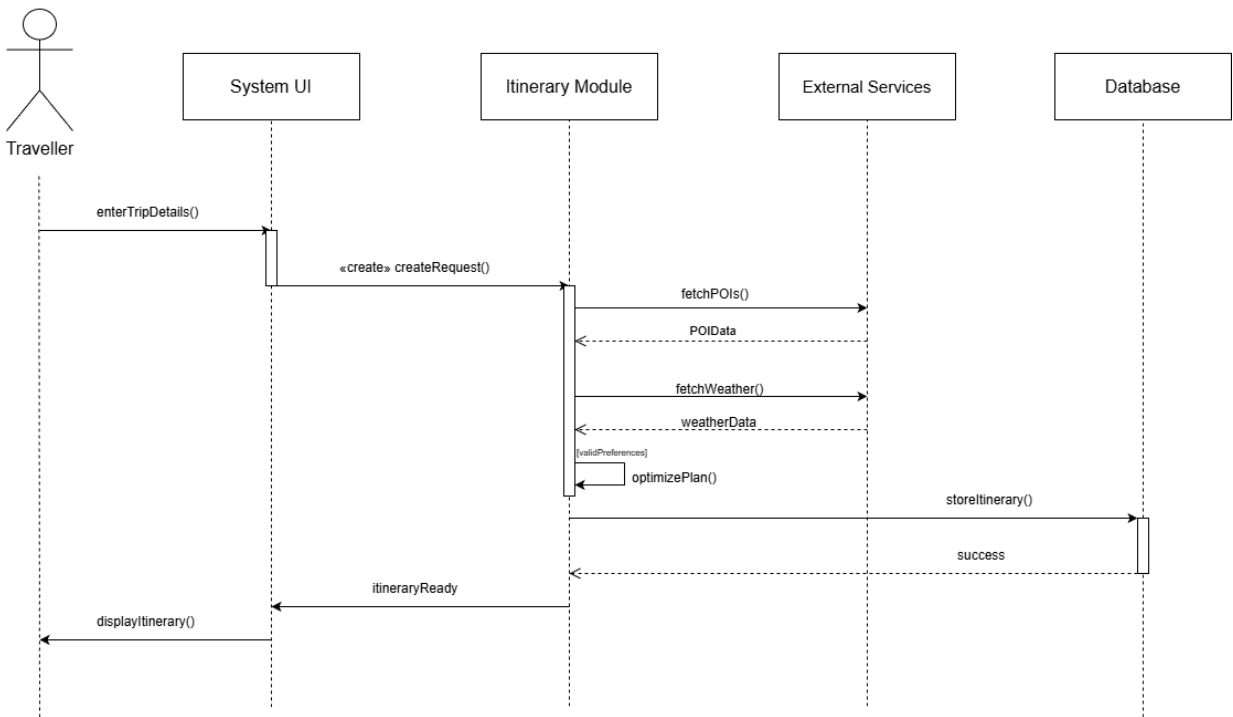 System UI
Itinerary Module
External Services
Database
Traveller
enterTripDetails()
«create» createRequest()
fetchPOIs()
POIData
fetchWeather()
weatherData
[validPreferences]
optimizePlan()
storeItinerary()
success
itineraryReady
displayItinerary()